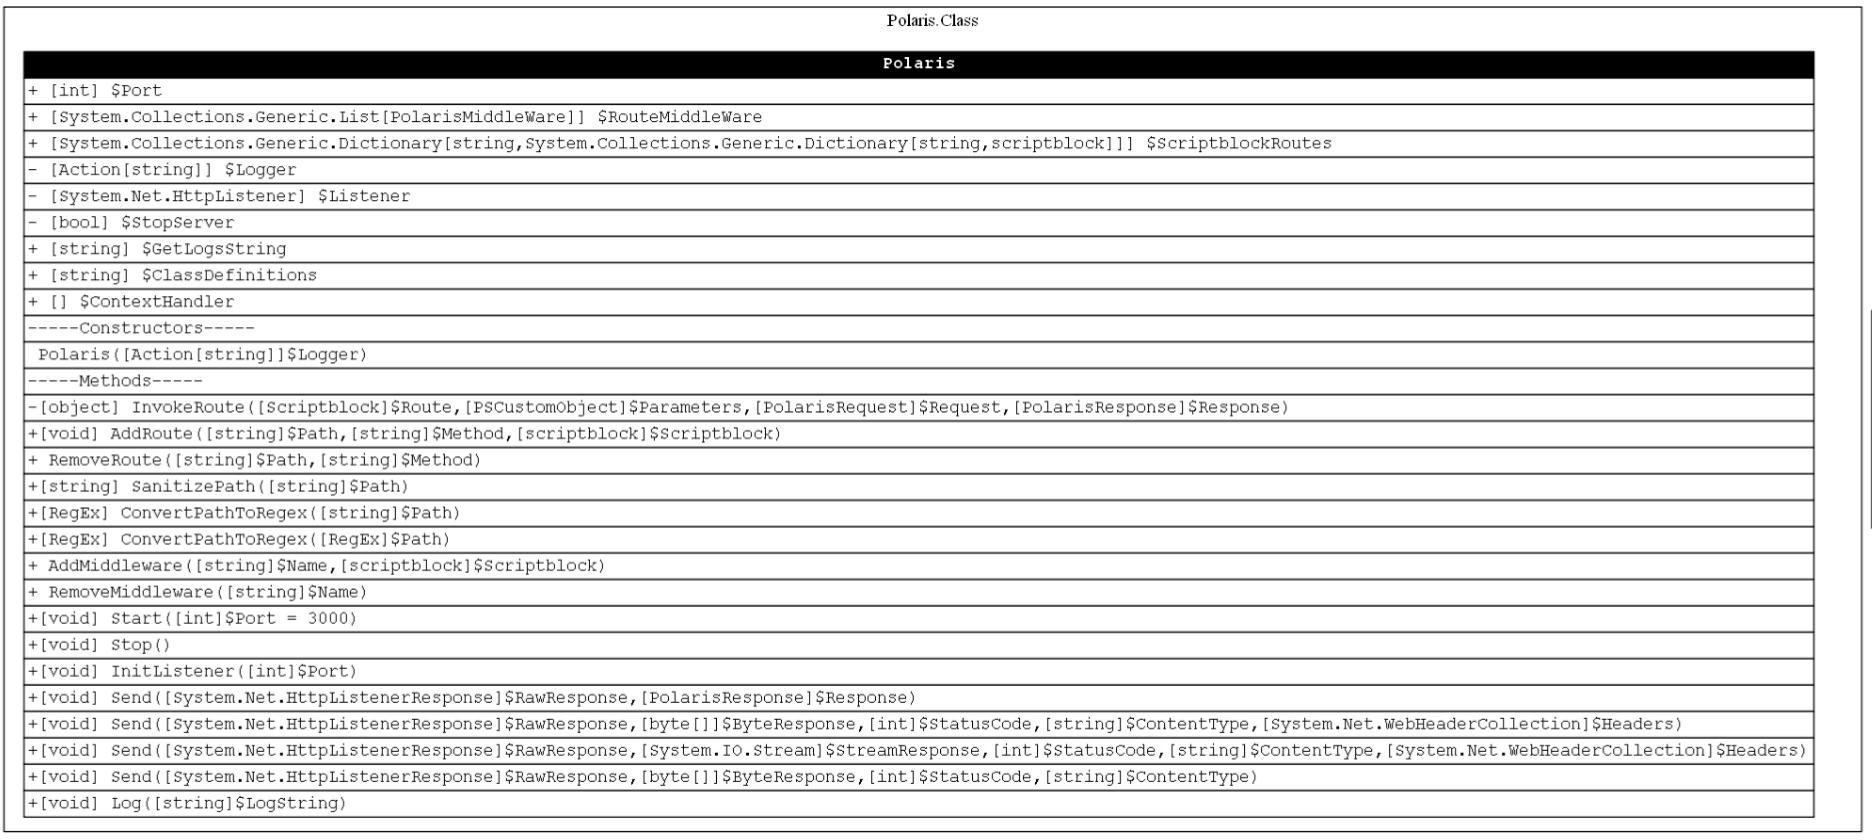 Polaris.Class
Polaris
+ [int] $Port
+ [System.Collections.Generic.List[PolarisMiddleWare]] $RouteMiddleWare
+ [System.Collections.Generic.Dictionary[string,System.Collections.Generic.Dictionary[string,scriptblock]]] $ScriptblockRoutes
- [Action[string]] $Logger
- [System.Net.HttpListener] $Listener
- [bool] $StopServer
+ [string] $GetLogsString
+ [string] $ClassDefinitions
+ [] $ContextHandler
-----Constructors-----
Polaris([Action[string]]$Logger)
-----Methods-----
-[object] InvokeRoute([Scriptblock]$Route,[PSCustomObject]$Parameters,[PolarisRequest]$Request,[PolarisResponse]$Response)
+[void] AddRoute([string]$Path,[string]$Method,[scriptblock]$Scriptblock)
+ RemoveRoute([string]$Path,[string]$Method)
+[string] SanitizePath([string]$Path)
+[RegEx] ConvertPathToRegex([string]$Path)
+[RegEx] ConvertPathToRegex([RegEx]$Path)
+ AddMiddleware([string]$Name,[scriptblock]$Scriptblock)
+ RemoveMiddleware([string]$Name)
+[void] Start([int]$Port = 3000)
+[void] Stop()
+[void] InitListener([int]$Port)
+[void] Send([System.Net.HttpListenerResponse]$RawResponse,[PolarisResponse]$Response)
+[void] Send([System.Net.HttpListenerResponse]$RawResponse,[byte[]]$ByteResponse,[int]$StatusCode,[string]$ContentType,[System.Net.WebHeaderCollection]$Headers)
+[void] Send([System.Net.HttpListenerResponse]$RawResponse,[System.IO.Stream]$StreamResponse,[int]$StatusCode,[string]$ContentType,[System.Net.WebHeaderCollection]$Headers)
+[void] Send([System.Net.HttpListenerResponse]$RawResponse,[byte[]]$ByteResponse,[int]$StatusCode,[string]$ContentType)
+[void] Log([string]$LogString)